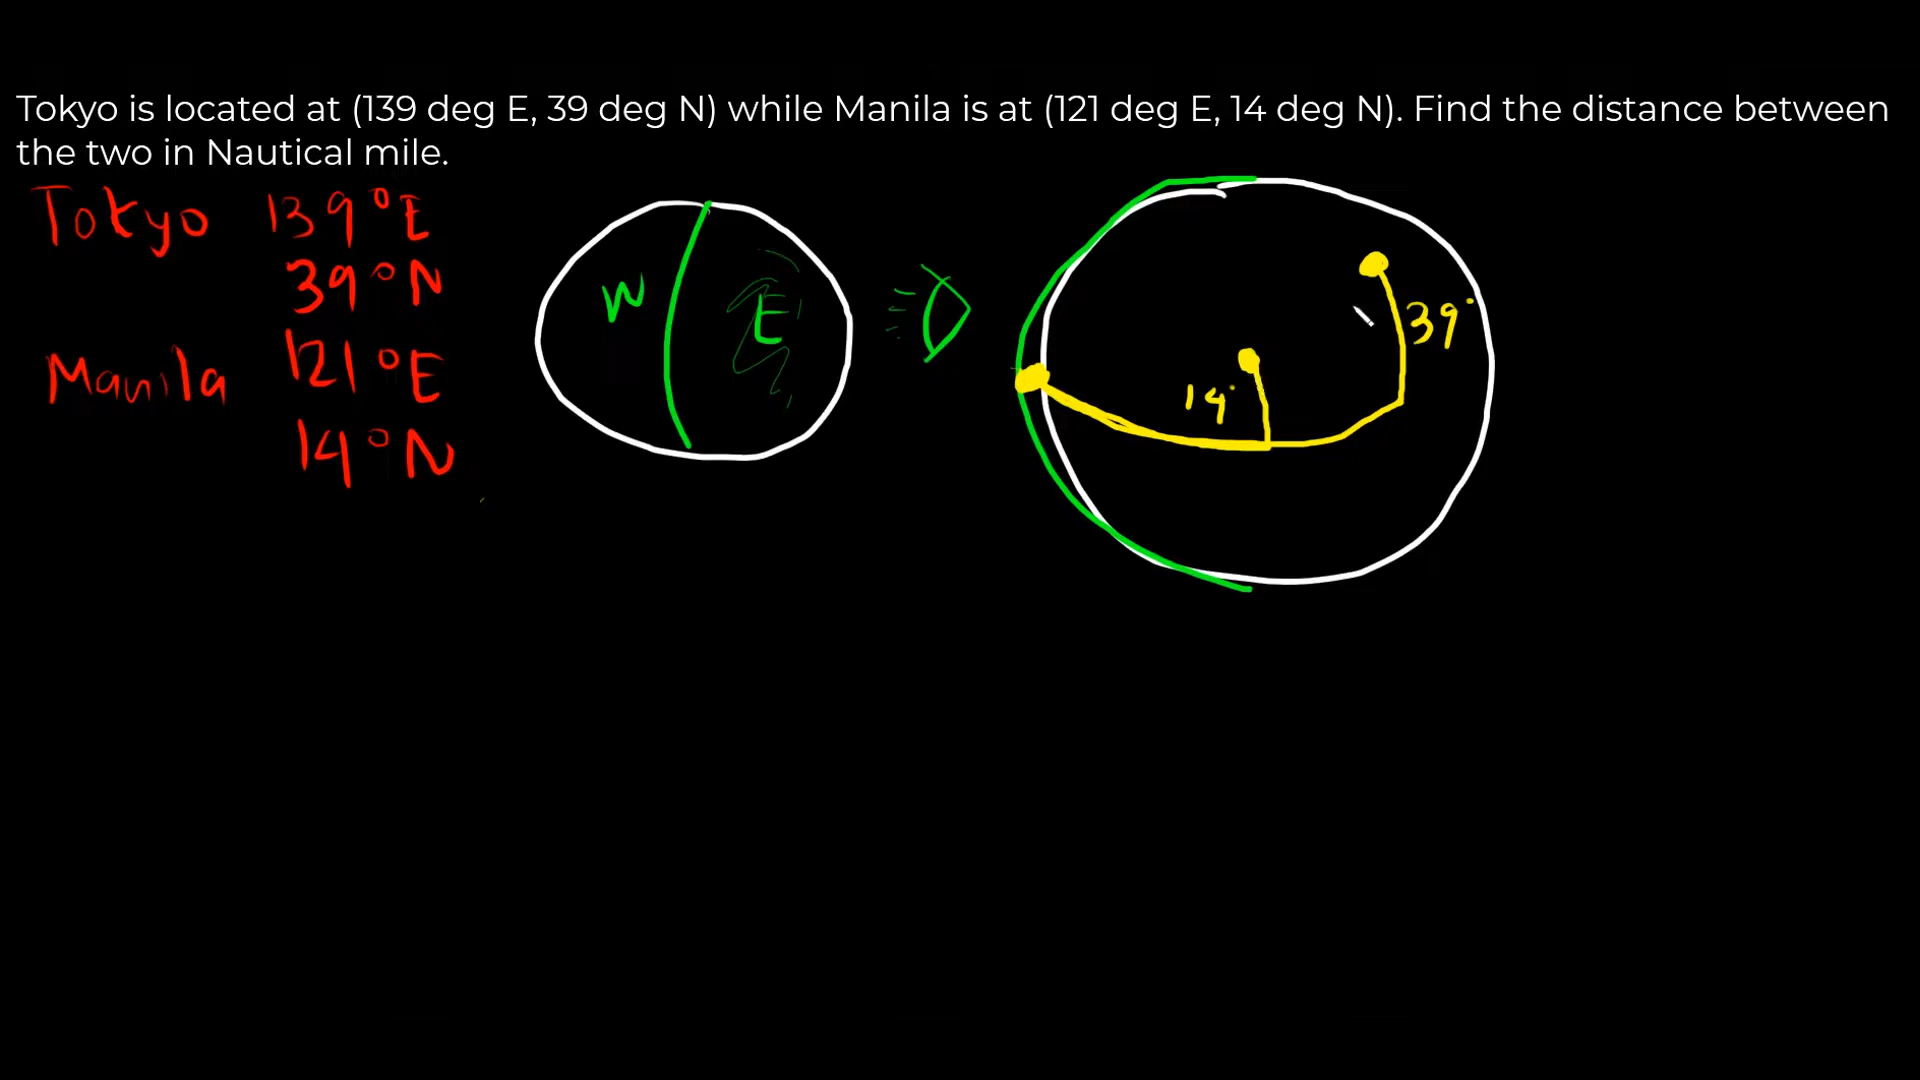 Tokyo is located at (139 deg E, 39 deg N) while Manila is at (121 deg E, 14 deg N). Find the distance between
the two in Nautical mile.
Tokyo 139°E
39°N
Manila 121°E
14°N
W
E
14°
39°